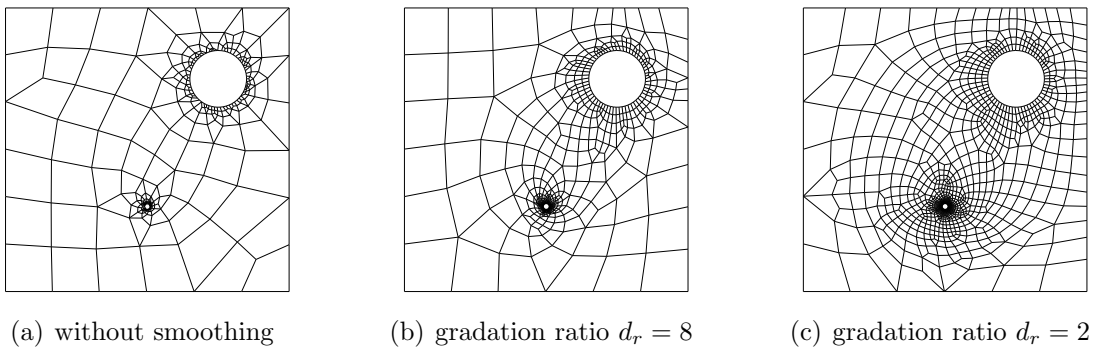 (a) without smoothing
(b) gradation ratio d_r = 8
(c) gradation ratio d_r = 2